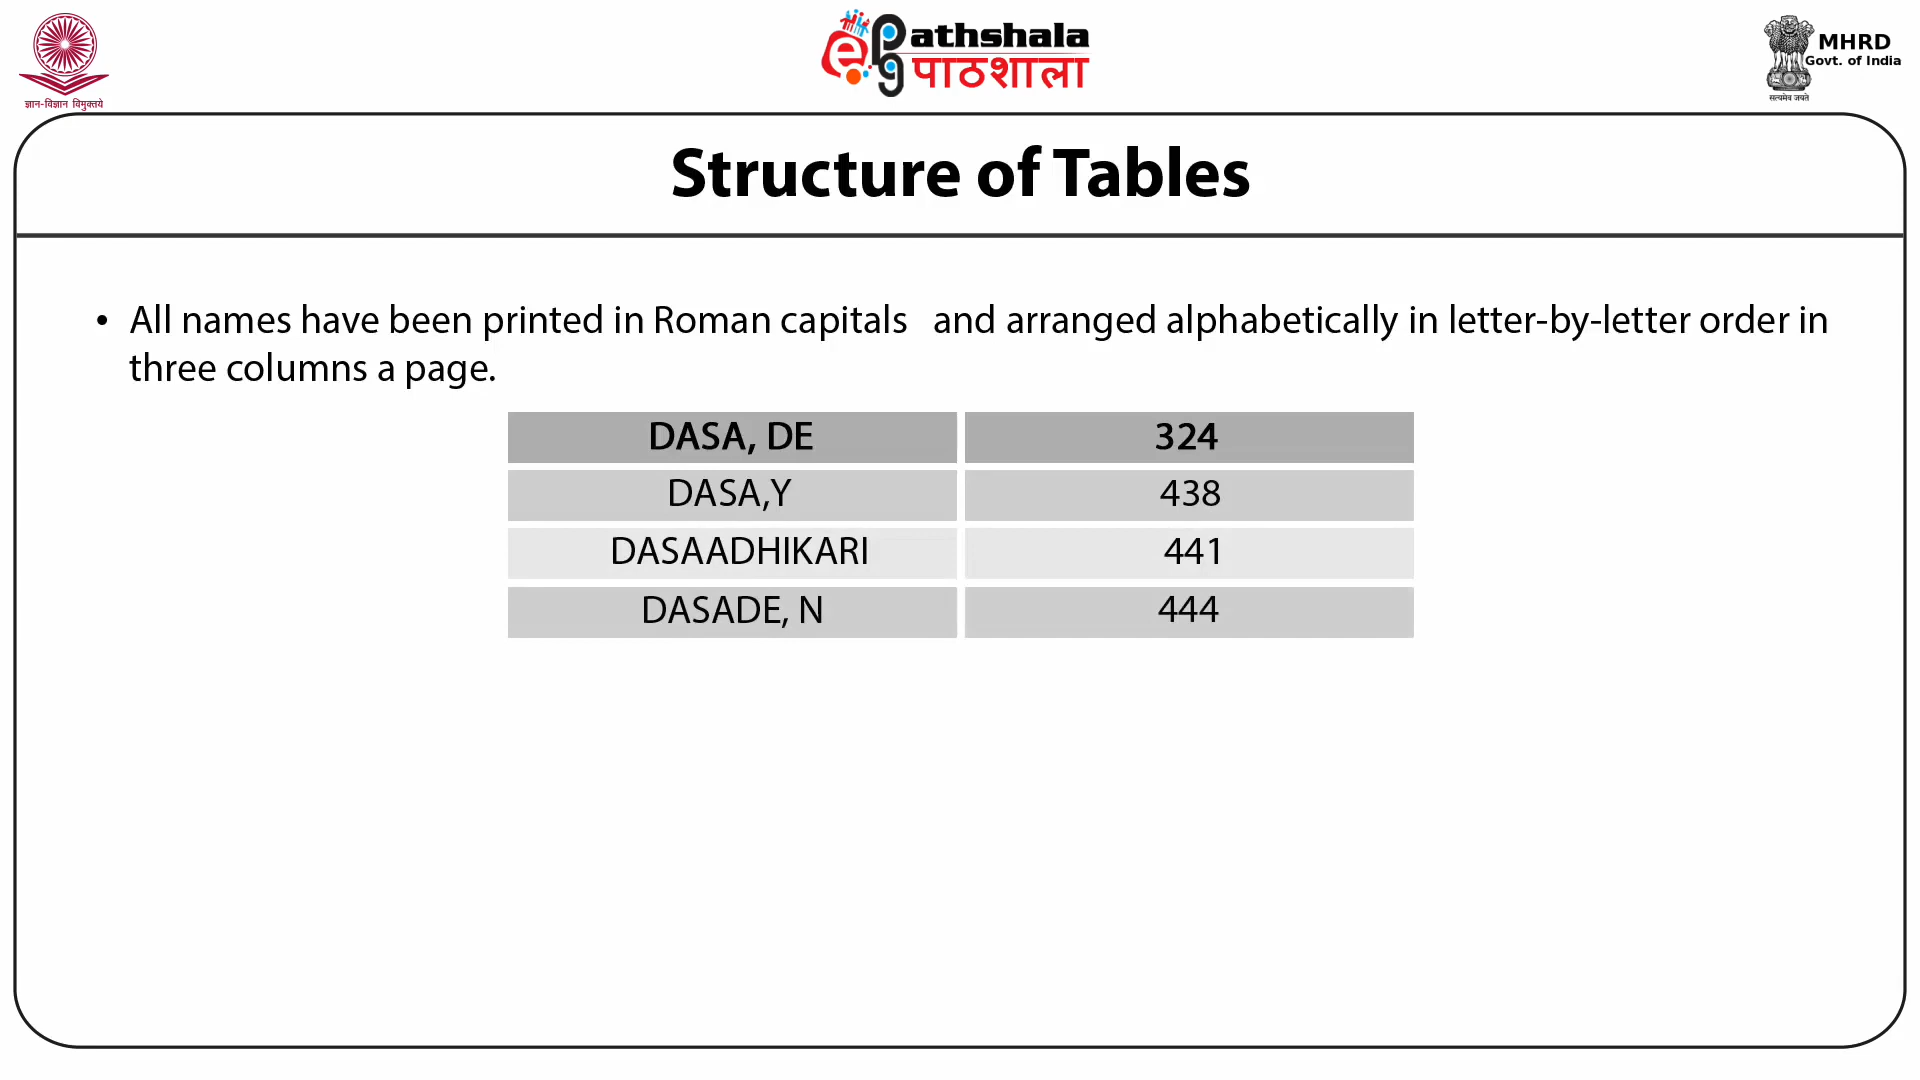 ज्ञान-विज्ञान विमुक्तये
ePathshala
पाठशाला
MHRD
Govt. of India
सत्यमेव जयते
Structure of Tables
• All names have been printed in Roman capitals and arranged alphabetically in letter-by-letter order in
three columns a page.
DASA, DE 324
DASA,Y 438
DASAADHIKARI 441
DASADE, N 444